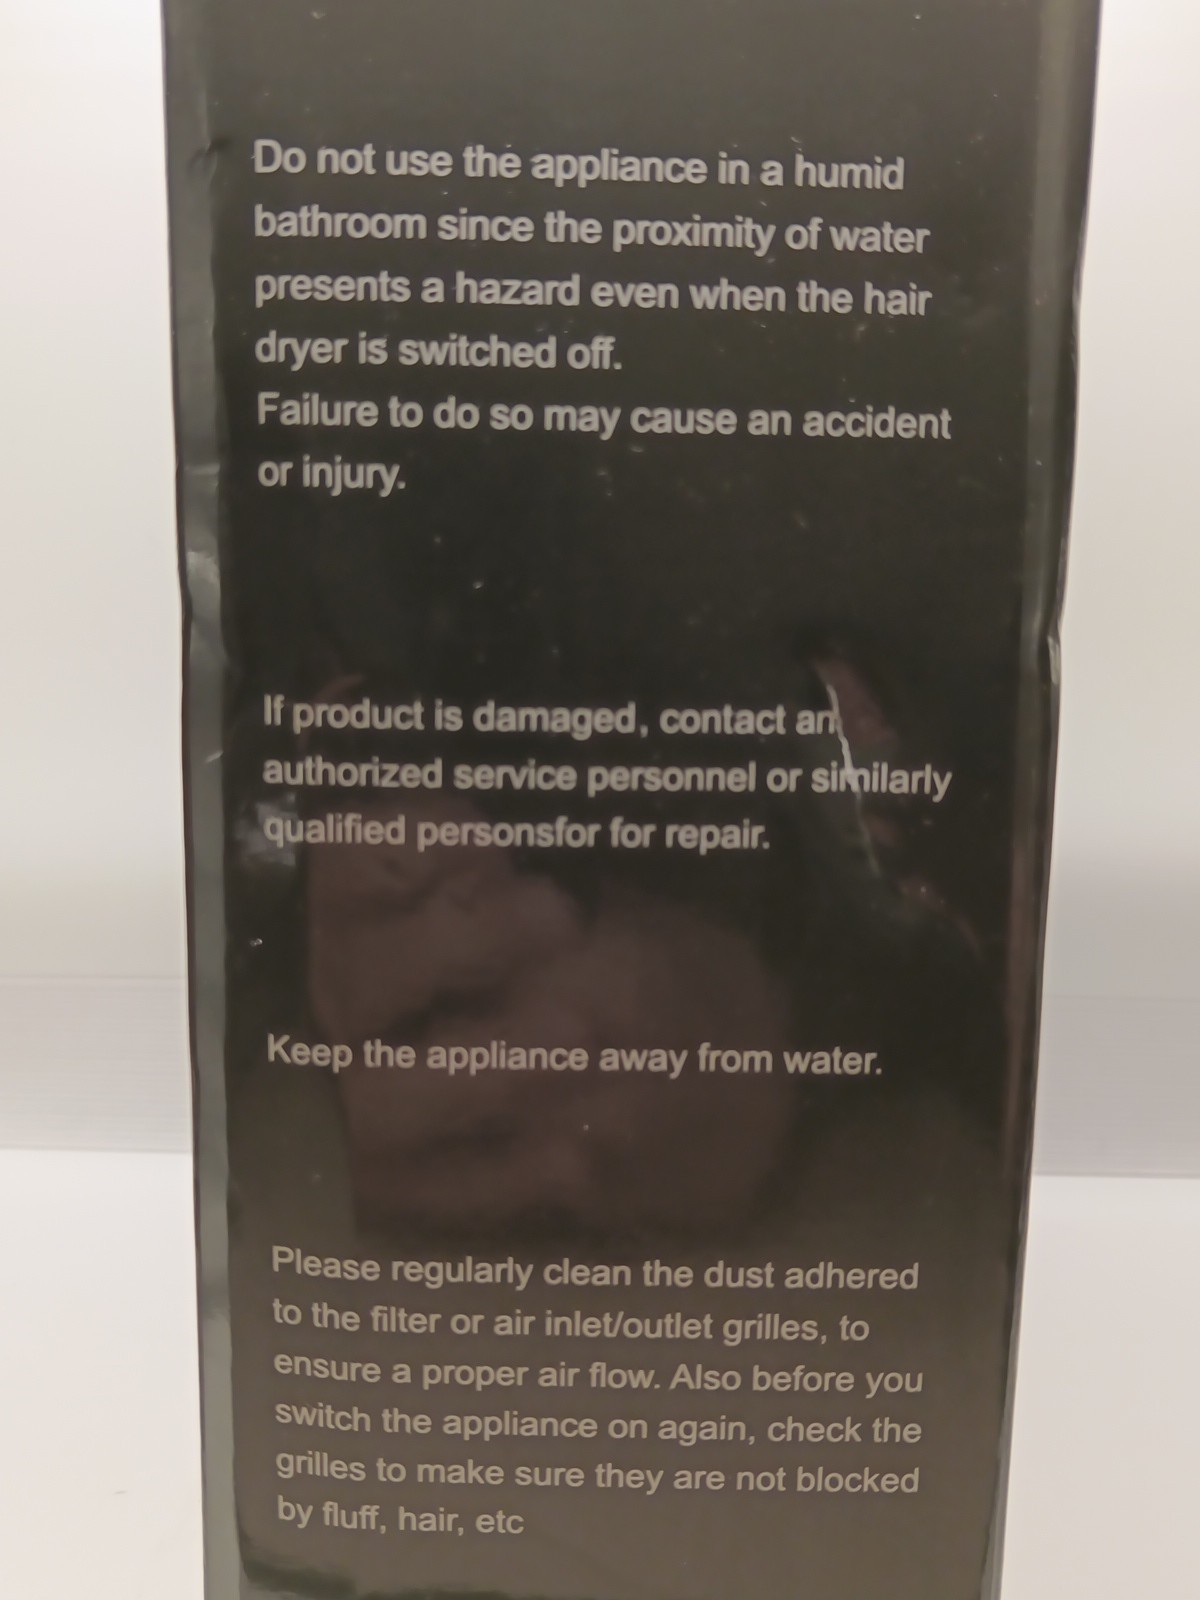 Do not use the appliance in a humid
bathroom since the proximity of water
presents a hazard even when the hair
dryer is switched off.
Failure to do so may cause an accident
or injury.
If product is damaged, contact an
authorized service personnel or similarly
qualified personsfor for repair.
Keep the appliance away from water.
Please regularly clean the dust adhered
to the filter or air inlet/outlet grilles, to
ensure a proper air flow. Also before you
switch the appliance on again, check the
grilles to make sure they are not blocked
by fluff, hair, etc